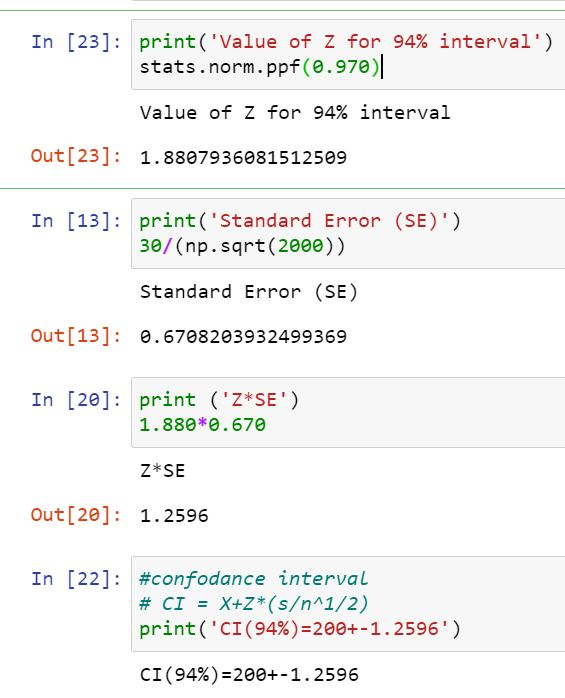 In [23]: print('Value of Z for 94% interval')
stats.norm.ppf(0.970)
Value of Z for 94% interval
Out[23]: 1.8807936081512509
In [13]: print('Standard Error (SE)')
30/(np.sqrt(2000))
Standard Error (SE)
Out[13]: 0.6708203932499369
In [20]: print ('Z*SE')
1.880*0.670
Z*SE
Out[20]: 1.2596
In [22]: #confodance interval
# CI = X+Z*(s/n^1/2)
print('CI(94%)=200+-1.2596')
CI(94%)=200+-1.2596